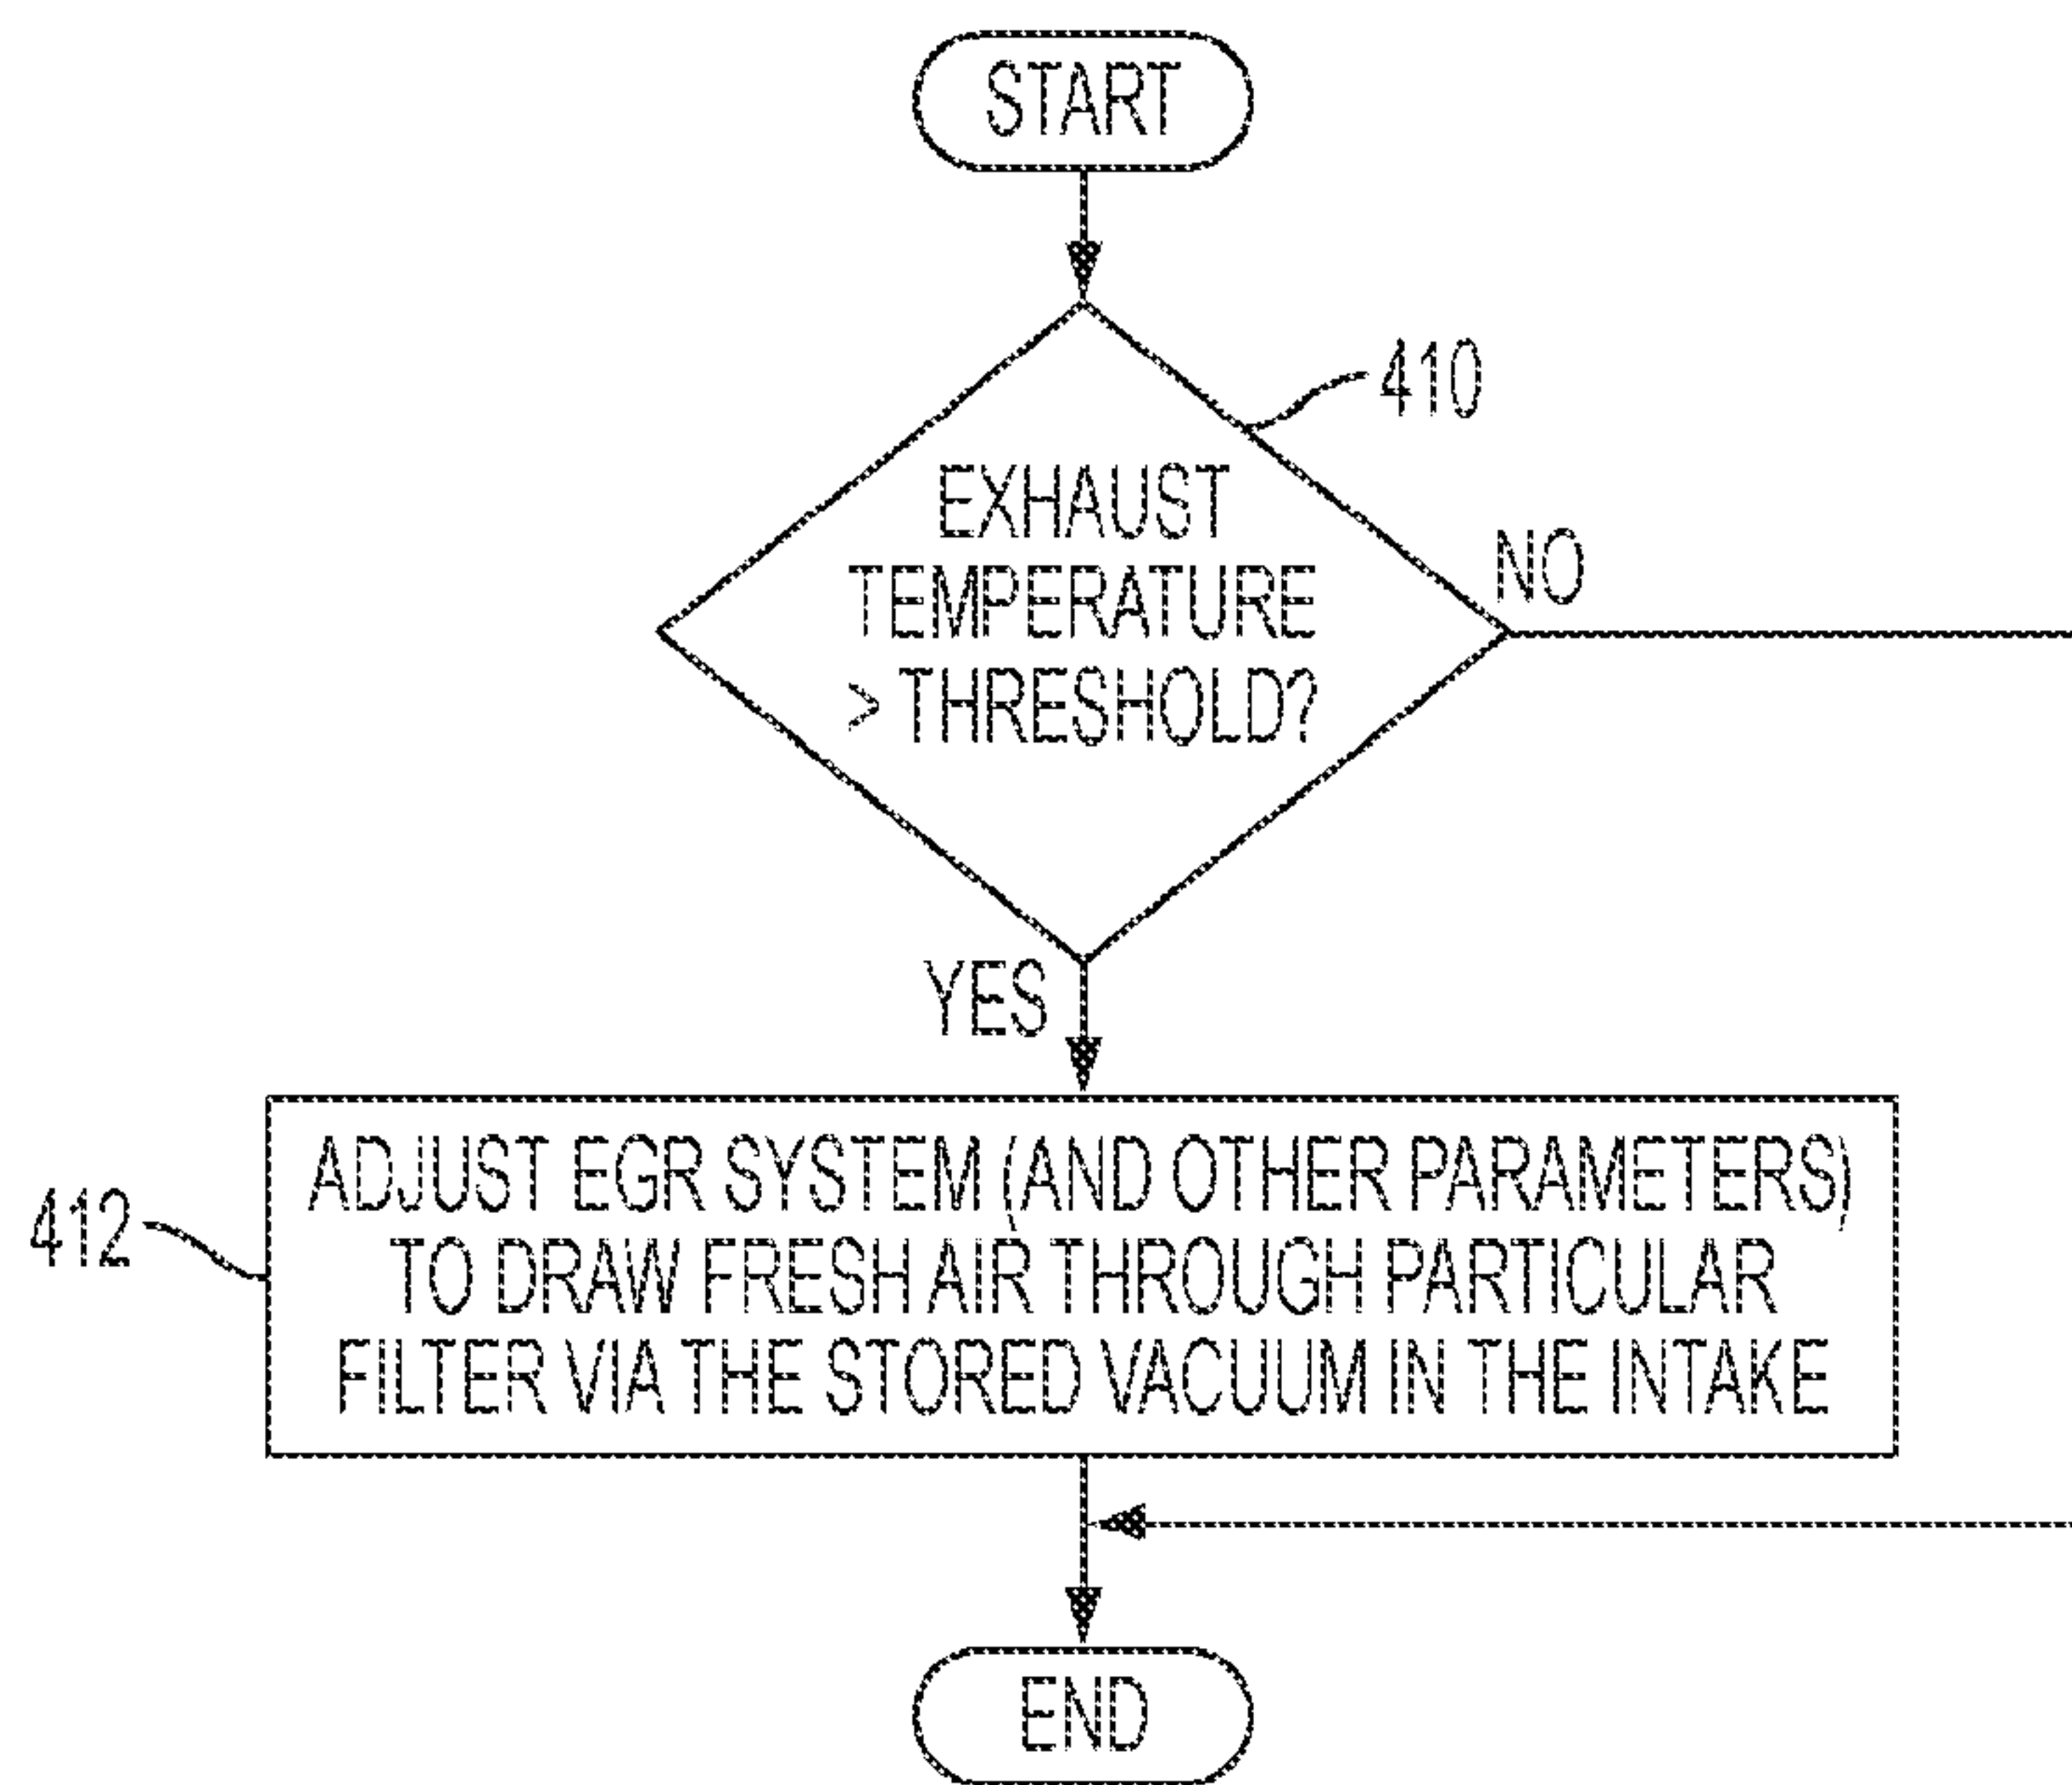 START
410
EXHAUST
TEMPERATURE
> THRESHOLD?
NO
YES
412
ADJUST EGR SYSTEM (AND OTHER PARAMETERS)
TO DRAW FRESH AIR THROUGH PARTICULAR
FILTER VIA THE STORED VACUUM IN THE INTAKE
END